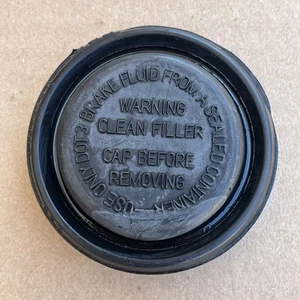 USE ONLY DOT 3 BRAKE FLUID FROM A SEALED CONTAINER
WARNING
CLEAN FILLER
CAP BEFORE
REMOVING